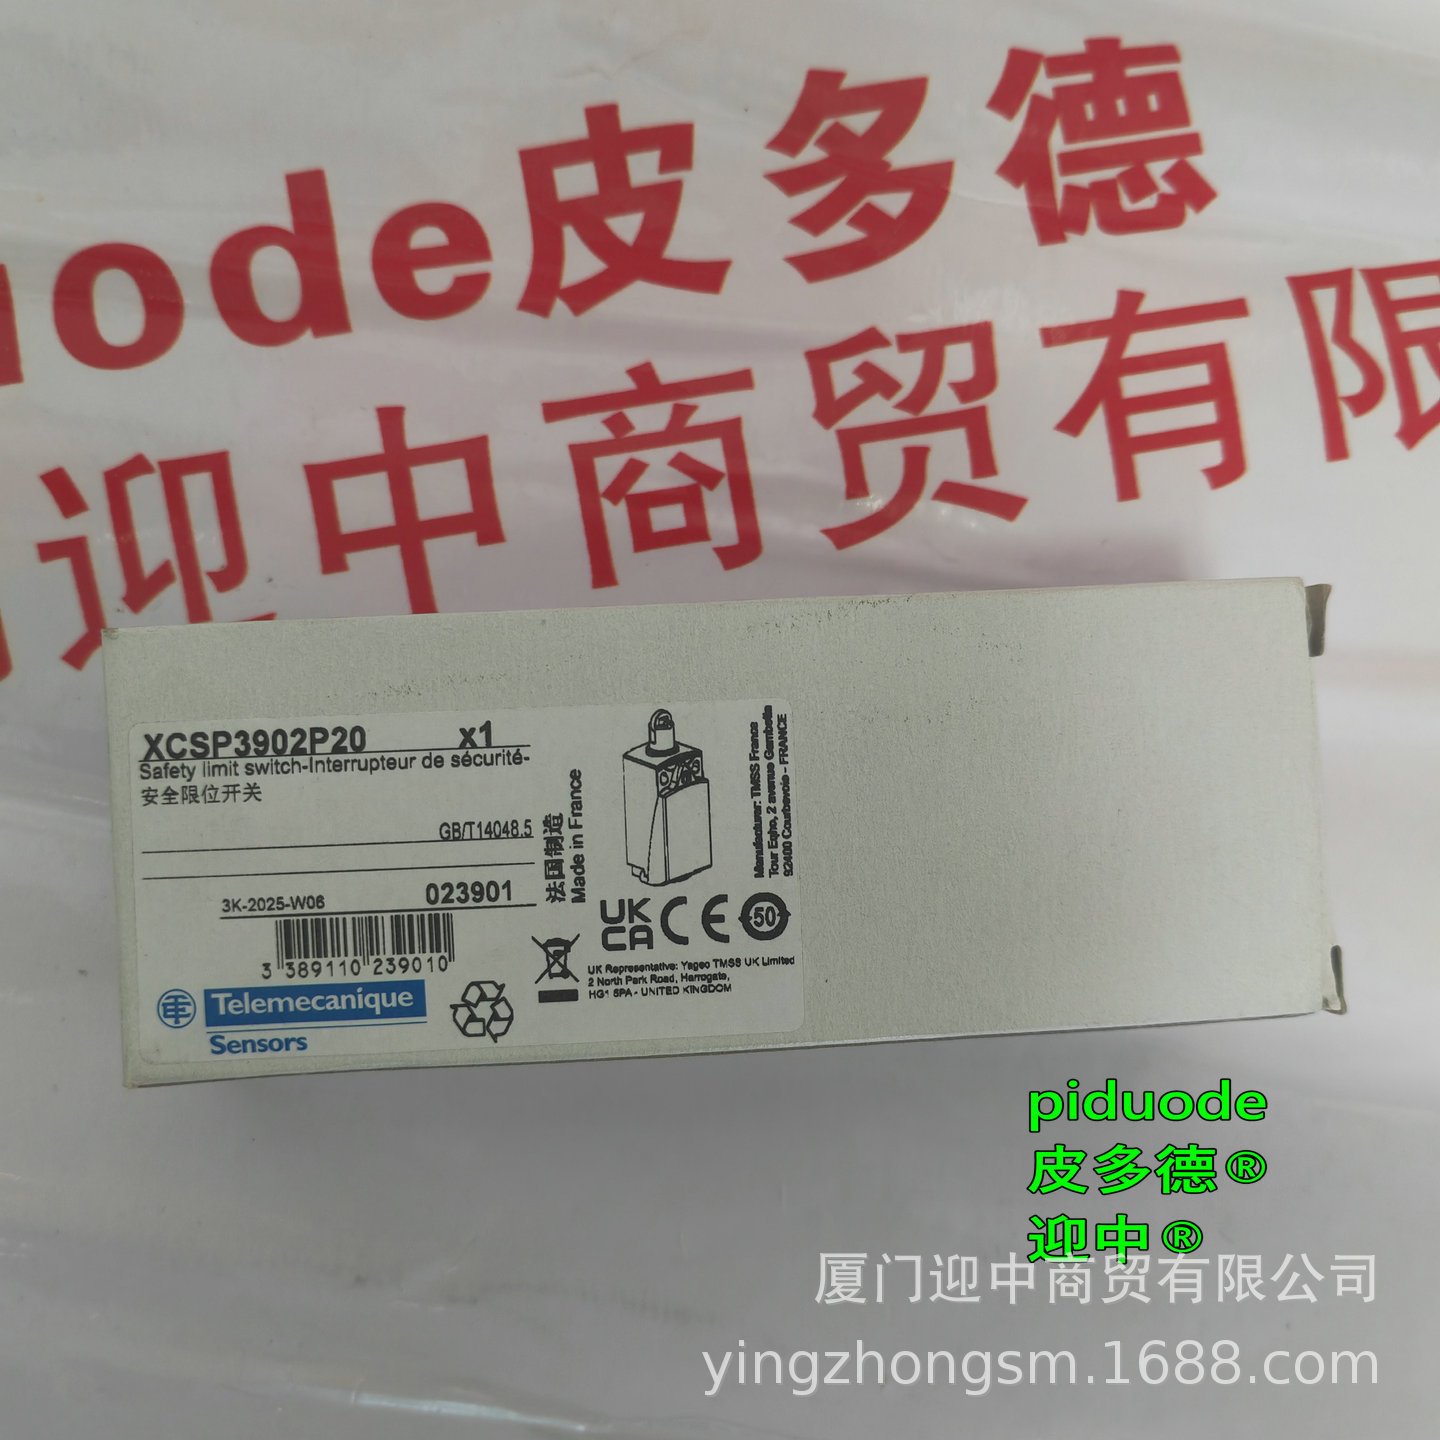 uode皮多德
迎中商贸有限
XCSP3902P20 x1
Safety limit switch-Interrupteur de sécurité-
安全限位开关
GB/T14048.5
3K-2025-W06 023901
3 389110 239010
Telemecanique
Sensors
法国制造
Made in France
Manufacturer: TMSS France
Tour Eqho, 2 avenue Gambetta
92400 Courbevoie - FRANCE
UK
CA
CE
50
UK Representative: Yageo TMSS UK Limited
2 North Park Road, Harrogate,
HG1 5PA - UNITED KINGDOM
piduode
皮多德®
迎中®
厦门迎中商贸有限公司
yingzhongsm.1688.com